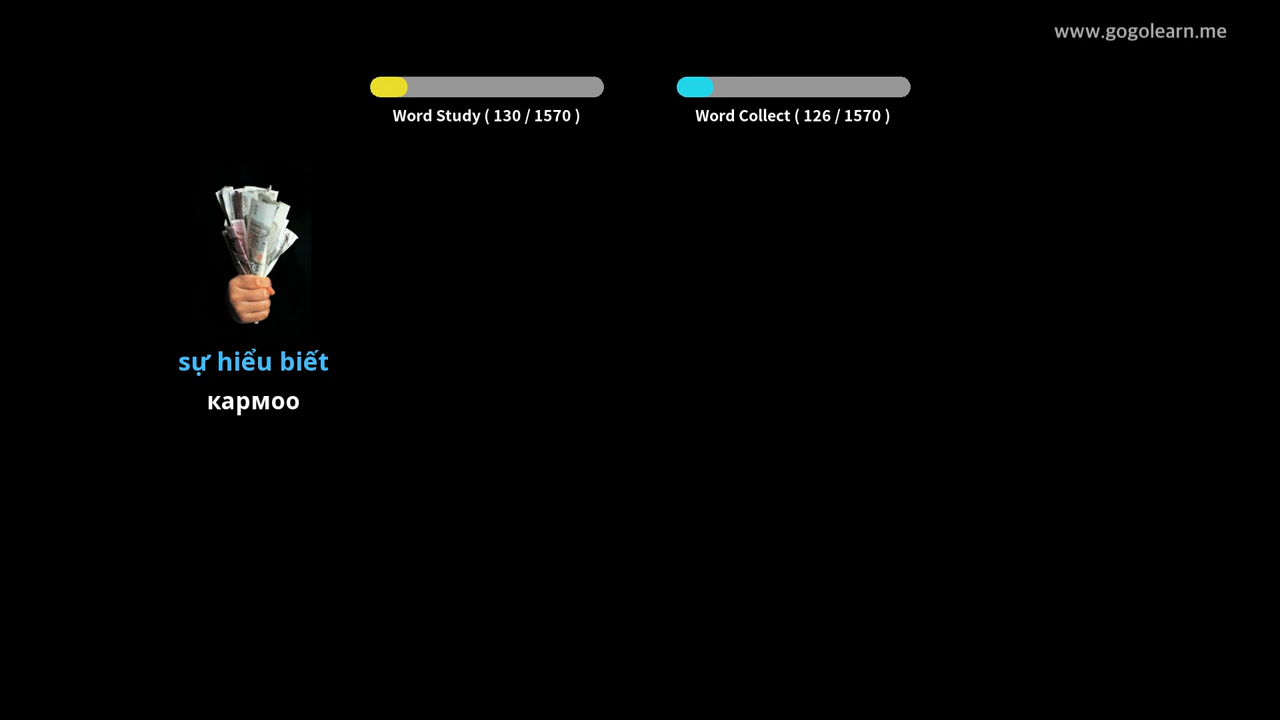 www.gogolearn.me
Word Study ( 130 / 1570 )
Word Collect ( 126 / 1570 )
sự hiểu biết
кармоо